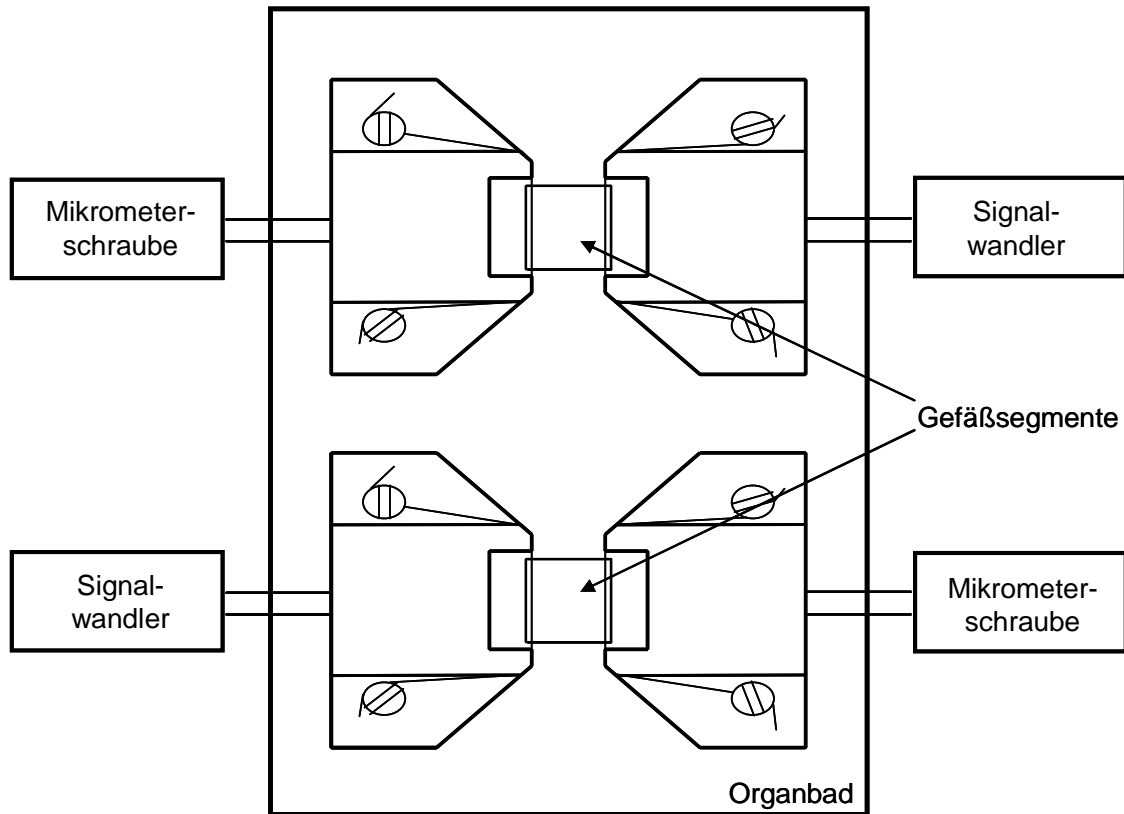 Mikrometer-
schraube
Signal-
wandler
Gefäßsegmente
Signal-
wandler
Mikrometer-
schraube
Organbad